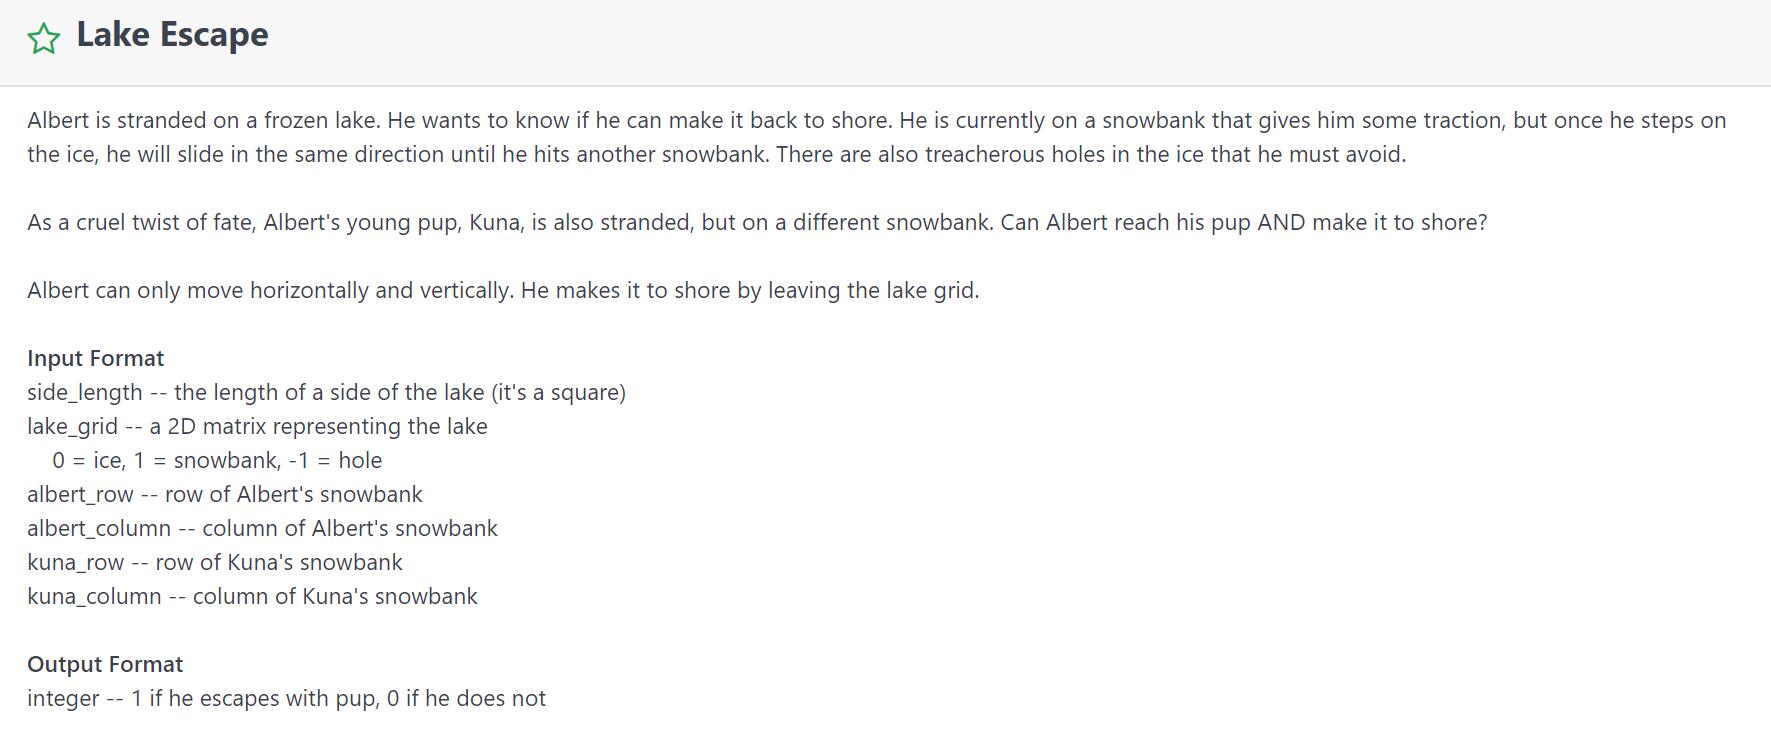 Lake Escape
Albert is stranded on a frozen lake. He wants to know if he can make it back to shore. He is currently on a snowbank that gives him some traction, but once he steps on
the ice, he will slide in the same direction until he hits another snowbank. There are also treacherous holes in the ice that he must avoid.
As a cruel twist of fate, Albert's young pup, Kuna, is also stranded, but on a different snowbank. Can Albert reach his pup AND make it to shore?
Albert can only move horizontally and vertically. He makes it to shore by leaving the lake grid.
Input Format
side_length -- the length of a side of the lake (it's a square)
lake_grid -- a 2D matrix representing the lake
0 = ice, 1 = snowbank, -1 = hole
albert_row -- row of Albert's snowbank
albert_column -- column of Albert's snowbank
kuna_row -- row of Kuna's snowbank
kuna_column -- column of Kuna's snowbank
Output Format
integer -- 1 if he escapes with pup, 0 if he does not